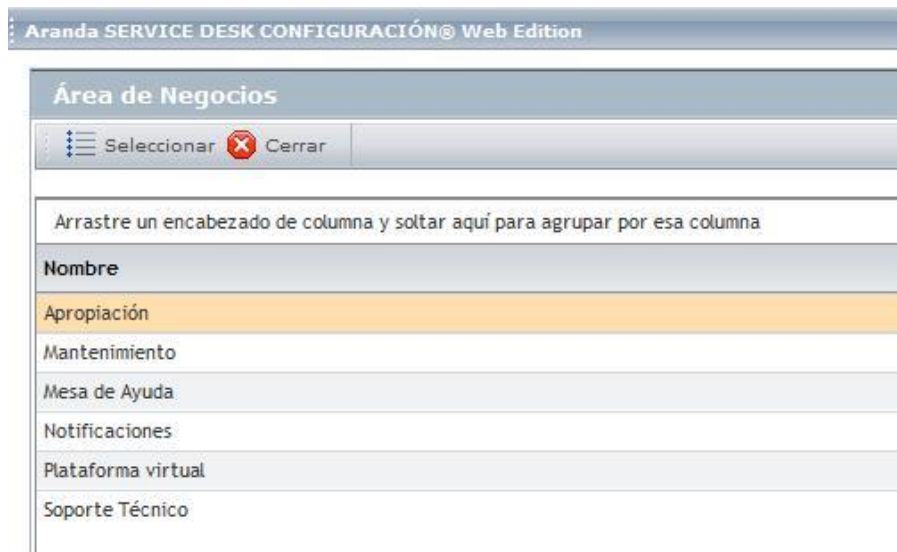 Aranda SERVICE DESK CONFIGURACIÓN® Web Edition
Área de Negocios
Seleccionar Cerrar
Arrastre un encabezado de columna y soltar aquí para agrupar por esa columna
Nombre
Apropiación
Mantenimiento
Mesa de Ayuda
Notificaciones
Plataforma virtual
Soporte Técnico